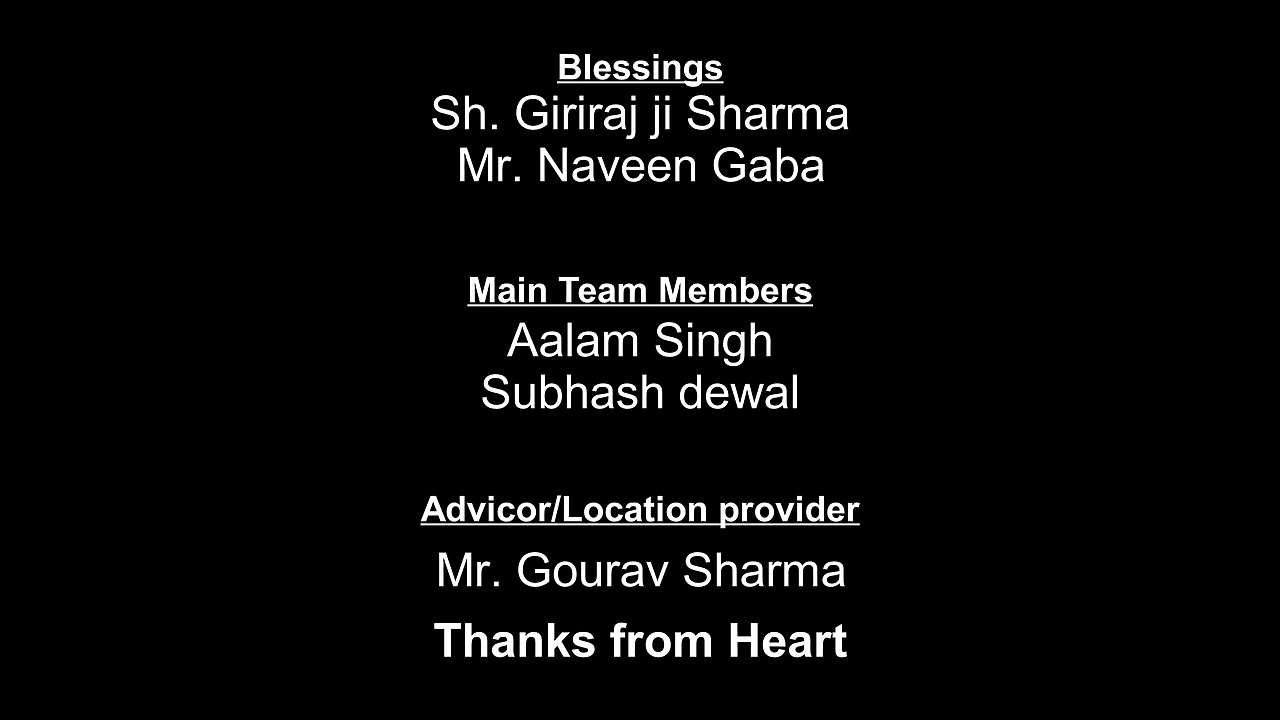 Blessings
Sh. Giriraj ji Sharma
Mr. Naveen Gaba
Main Team Members
Aalam Singh
Subhash dewal
Advicor/Location provider
Mr. Gourav Sharma
Thanks from Heart